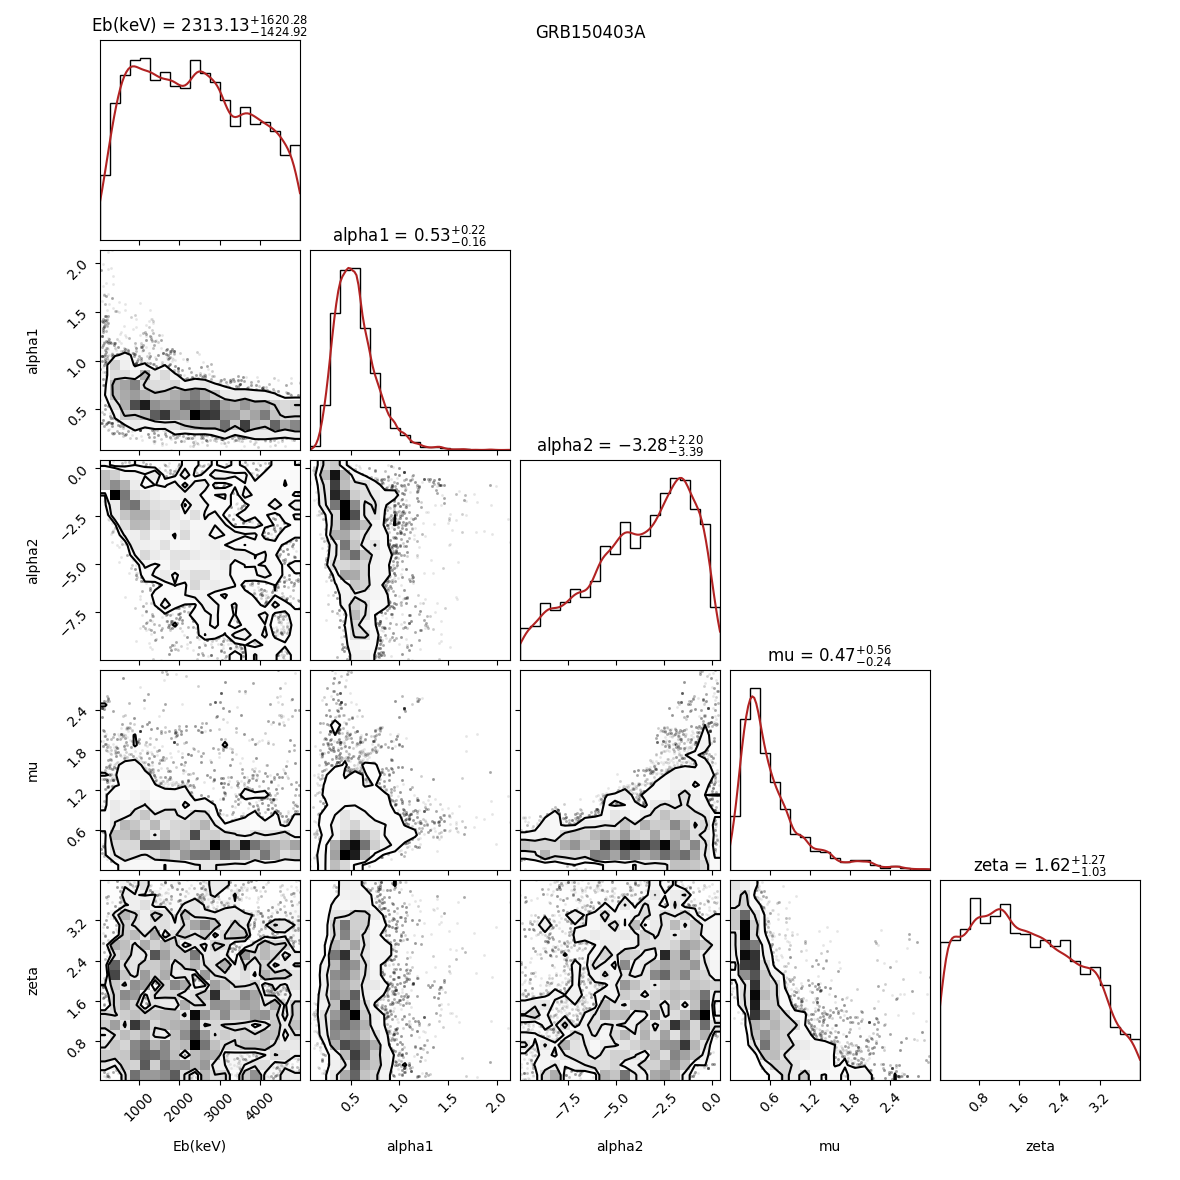 GRB150403A
Eb(keV) = 2313.13^{+1620.28}_{−1424.92}
alpha1 = 0.53^{+0.22}_{−0.16}
2.0
1.5
1.0
0.5
alpha1
alpha2 = −3.28^{+2.20}_{−3.39}
0.0
−2.5
−5.0
−7.5
alpha2
mu = 0.47^{+0.56}_{−0.24}
2.4
1.8
1.2
0.6
mu
zeta = 1.62^{+1.27}_{−1.03}
3.2
2.4
1.6
0.8
zeta
1000 2000 3000 4000 0.5 1.0 1.5 2.0 −7.5 −5.0 −2.5 0.0 0.6 1.2 1.8 2.4 0.8 1.6 2.4 3.2
Eb(keV) alpha1 alpha2 mu zeta